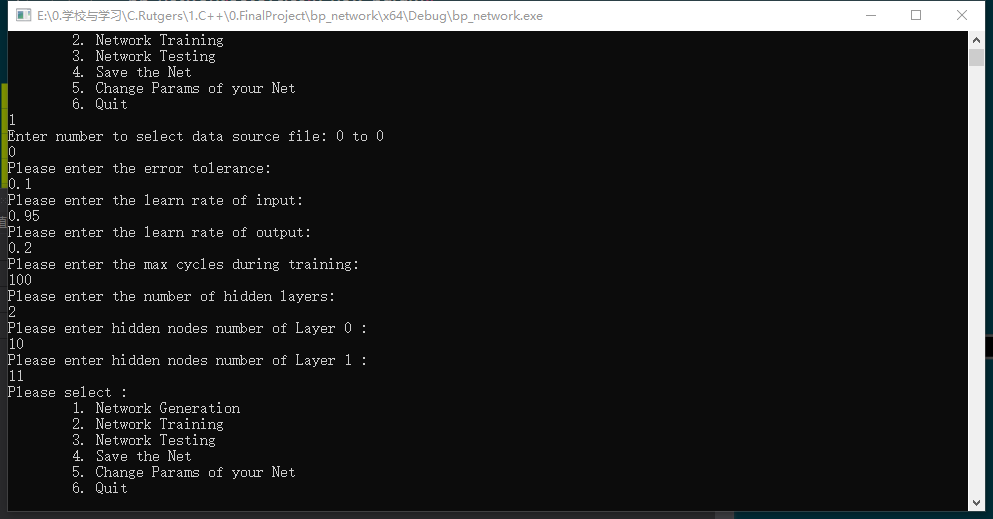 E:\0.学校与学习\C.Rutgers\1.C++\0.FinalProject\bp_network\x64\Debug\bp_network.exe
2. Network Training
3. Network Testing
4. Save the Net
5. Change Params of your Net
6. Quit
1
Enter number to select data source file: 0 to 0
0
Please enter the error tolerance:
0.1
Please enter the learn rate of input:
0.95
Please enter the learn rate of output:
0.2
Please enter the max cycles during training:
100
Please enter the number of hidden layers:
2
Please enter hidden nodes number of Layer 0 :
10
Please enter hidden nodes number of Layer 1 :
11
Please select :
1. Network Generation
2. Network Training
3. Network Testing
4. Save the Net
5. Change Params of your Net
6. Quit